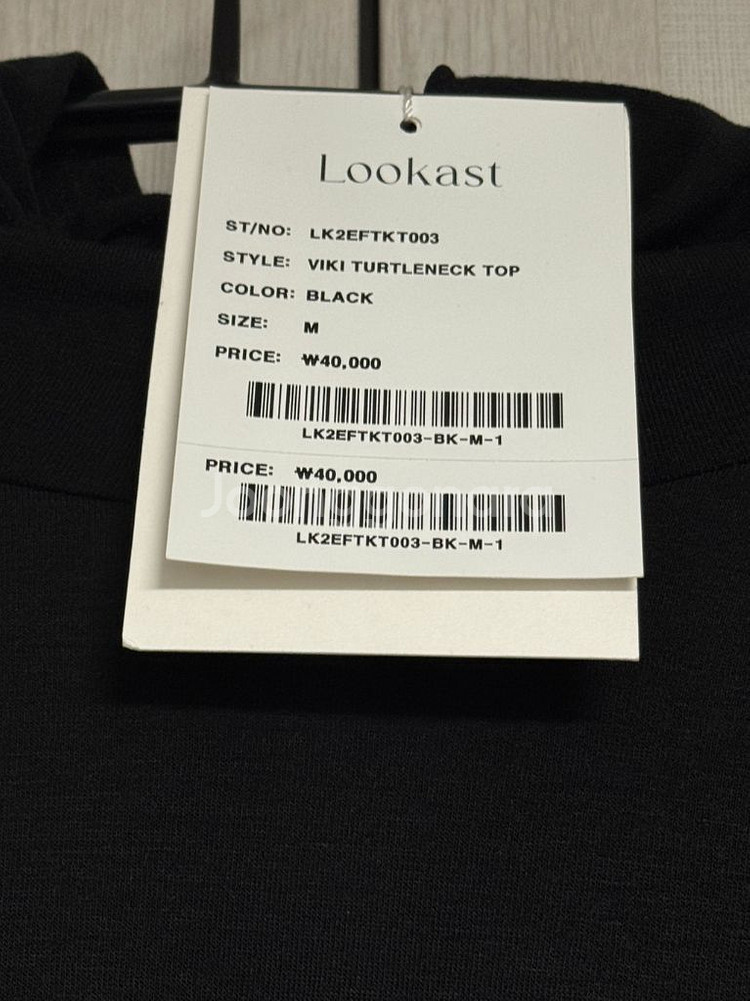 Lookast
ST/NO: LK2EFTKT003
STYLE: VIKI TURTLENECK TOP
COLOR: BLACK
SIZE: M
PRICE: ₩40,000
LK2EFTKT003-BK-M-1
PRICE: ₩40,000
LK2EFTKT003-BK-M-1